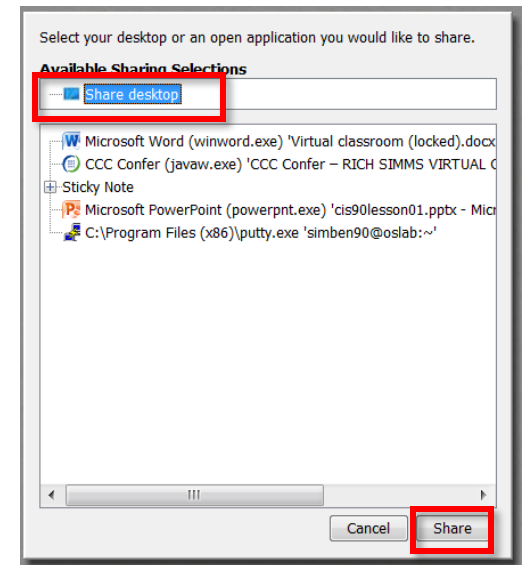 Select your desktop or an open application you would like to share.
Available Sharing Selections
Share desktop
Microsoft Word (winword.exe) 'Virtual classroom (locked).docx
CCC Confer (javaw.exe) 'CCC Confer – RICH SIMMS VIRTUAL
Sticky Note
Microsoft PowerPoint (powerpnt.exe) 'cis90lesson01.pptx - Micr
C:\Program Files (x86)\putty.exe 'simben90@oslab:~'
Cancel
Share